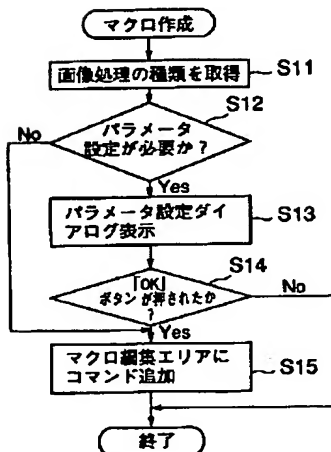 マクロ作成
画像処理の種類を取得
S11
S12
パラメータ
設定が必要か？
No
Yes
パラメータ設定ダイ
アログ表示
S13
S14
「OK」
ボタンが押されたか
？
No
Yes
マクロ編集エリアに
コマンド追加
S15
終了